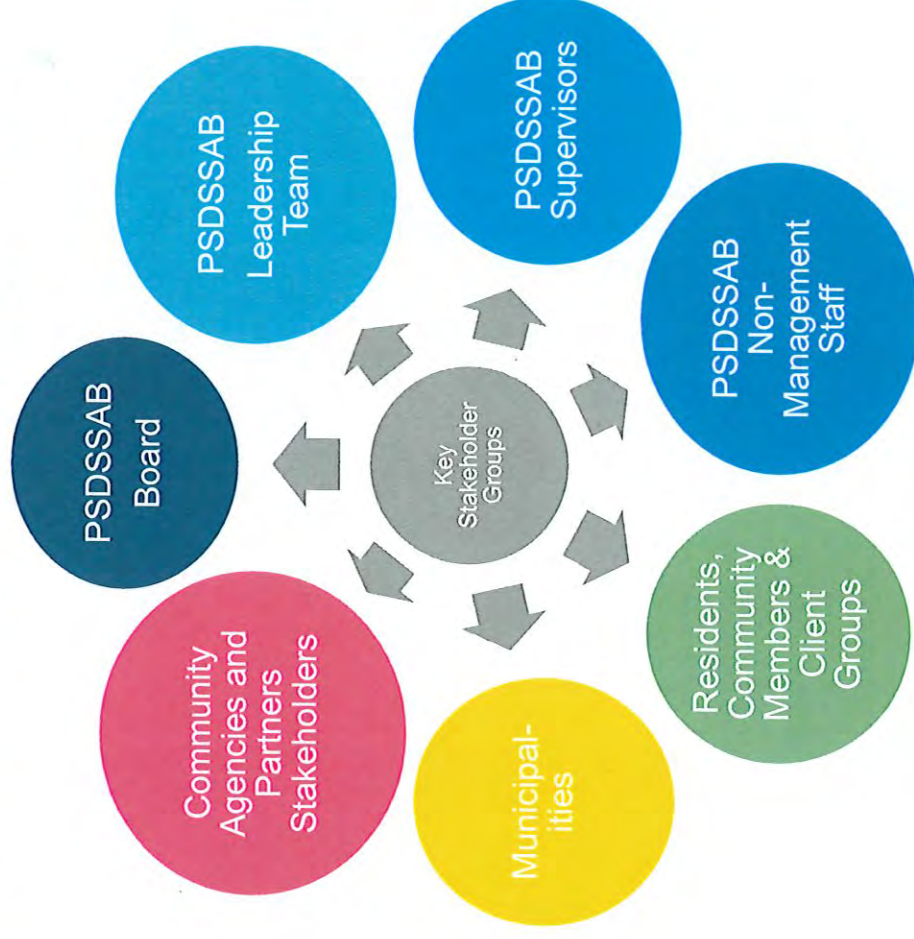 PSDSSAB
Board
PSDSSAB
Leadership
Team
PSDSSAB
Supervisors
PSDSSAB
Non-
Management
Staff
Residents,
Community
Members &
Client
Groups
Municipal-
ities
Community
Agencies and
Partners
Stakeholders
Key
Stakeholder
Groups